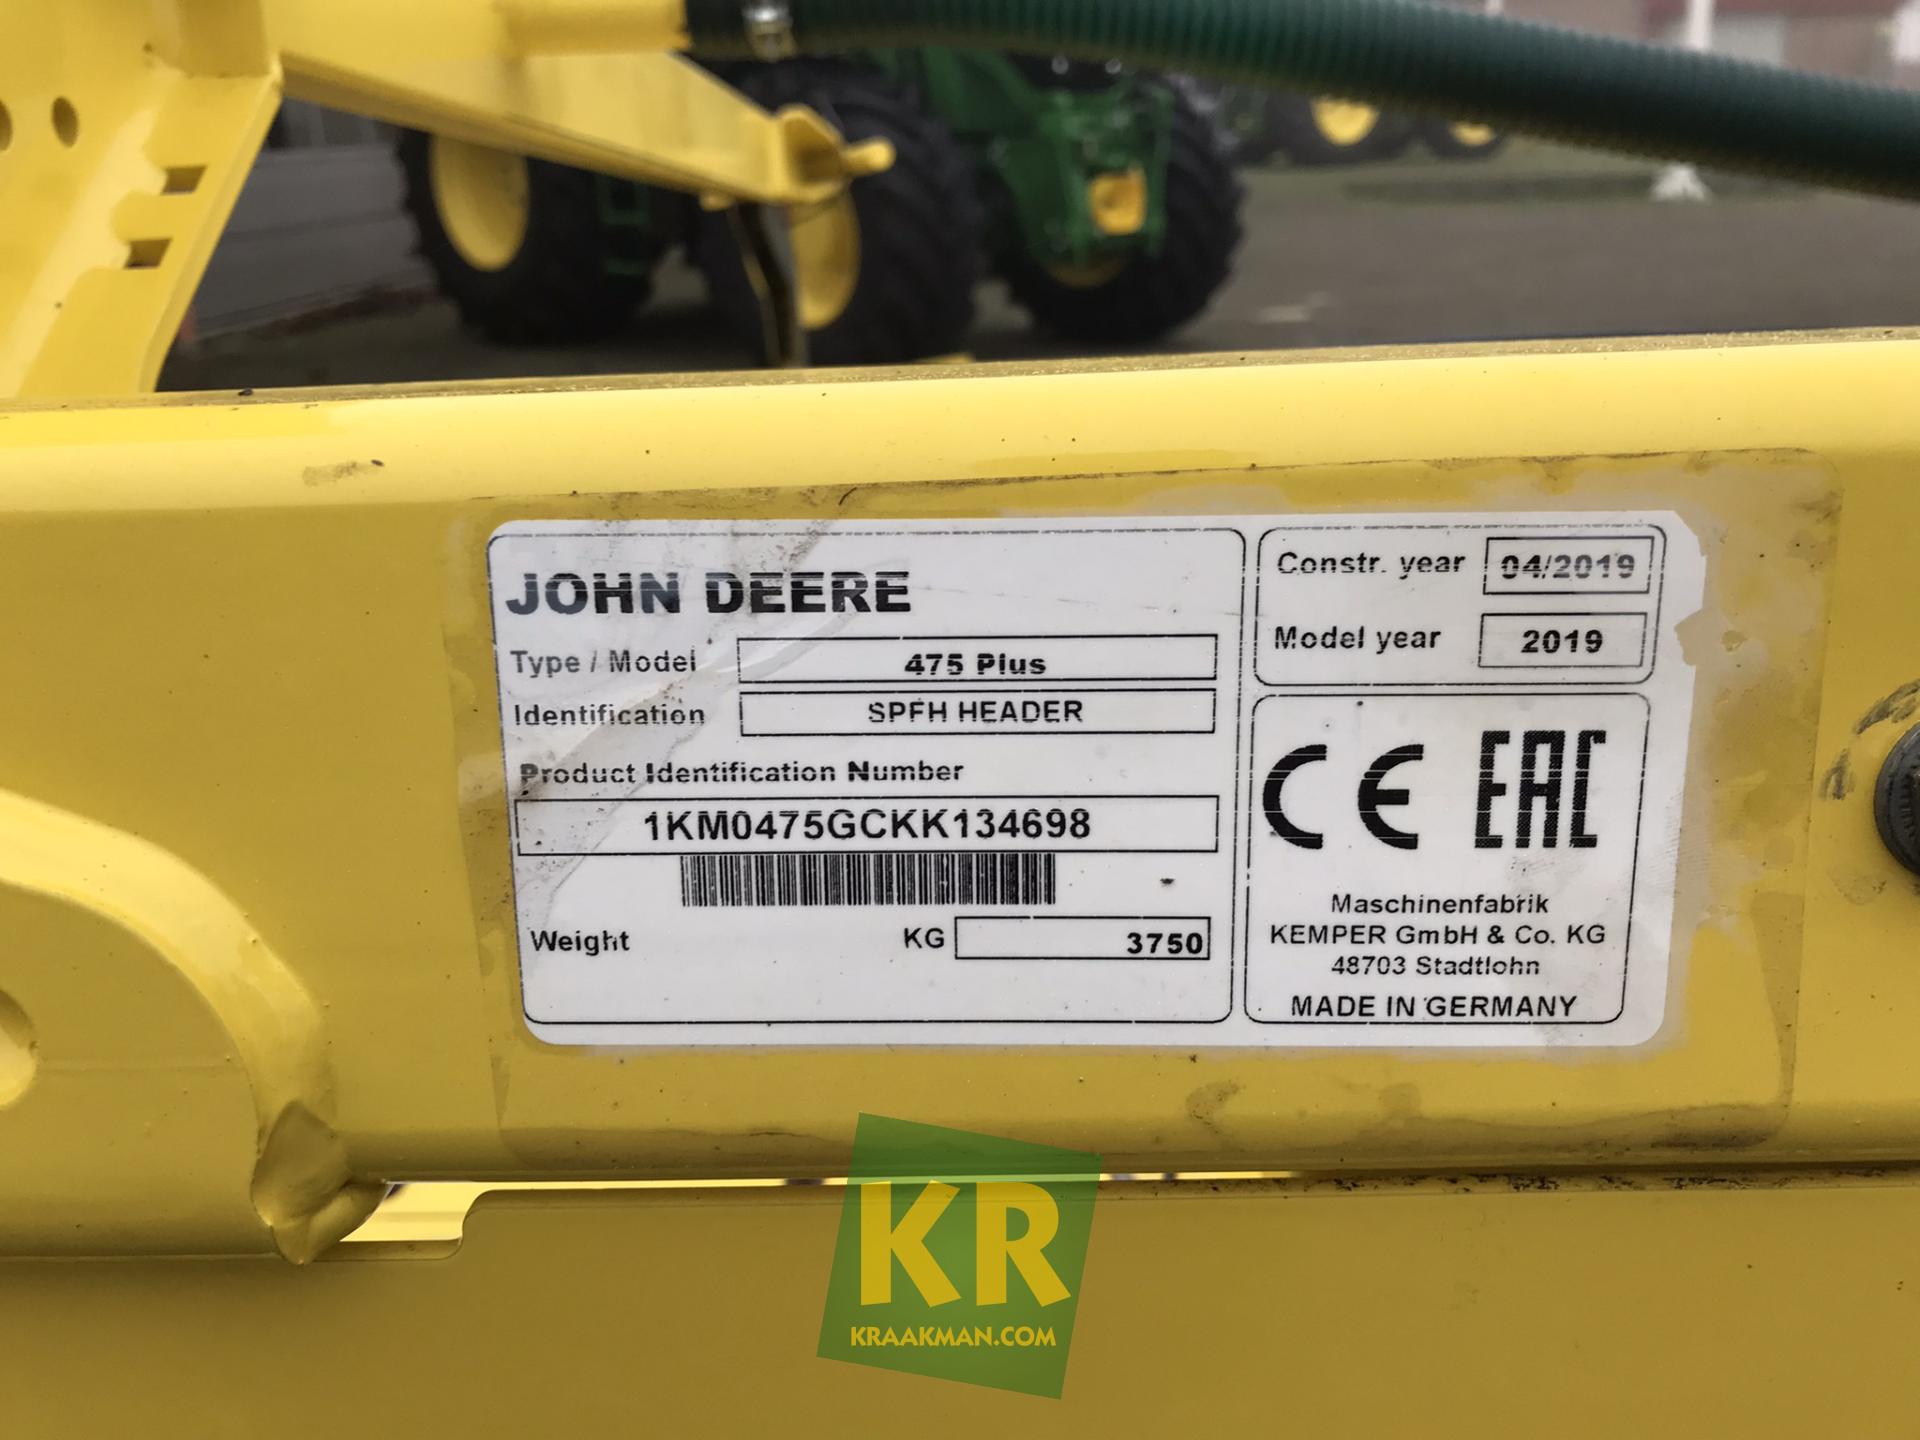 JOHN DEERE
Type / Model 475 Plus
Identification SPFH HEADER
Product Identification Number
1KM0475GCKK134698
Weight KG 3750
Constr. year 04/2019
Model year 2019
CE EAC
Maschinenfabrik
KEMPER GmbH & Co. KG
48703 Stadtlohn
MADE IN GERMANY
KR
KRAAKMAN.COM